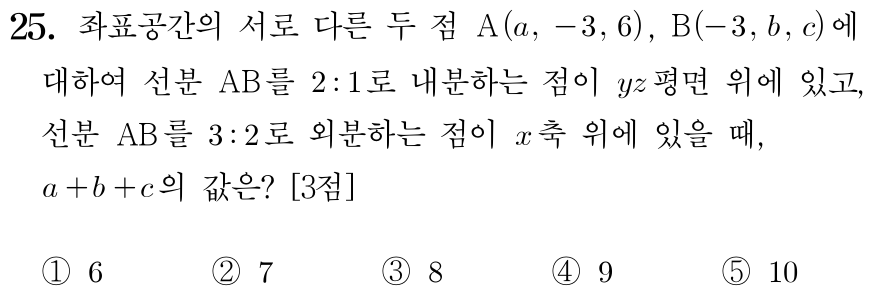 25. 좌표공간의 서로 다른 두 점 A(a, −3, 6), B(−3, b, c)에
대하여 선분 AB를 2:1로 내분하는 점이 yz평면 위에 있고,
선분 AB를 3:2로 외분하는 점이 x축 위에 있을 때,
a+b+c의 값은? [3점]
① 6 ② 7 ③ 8 ④ 9 ⑤ 10